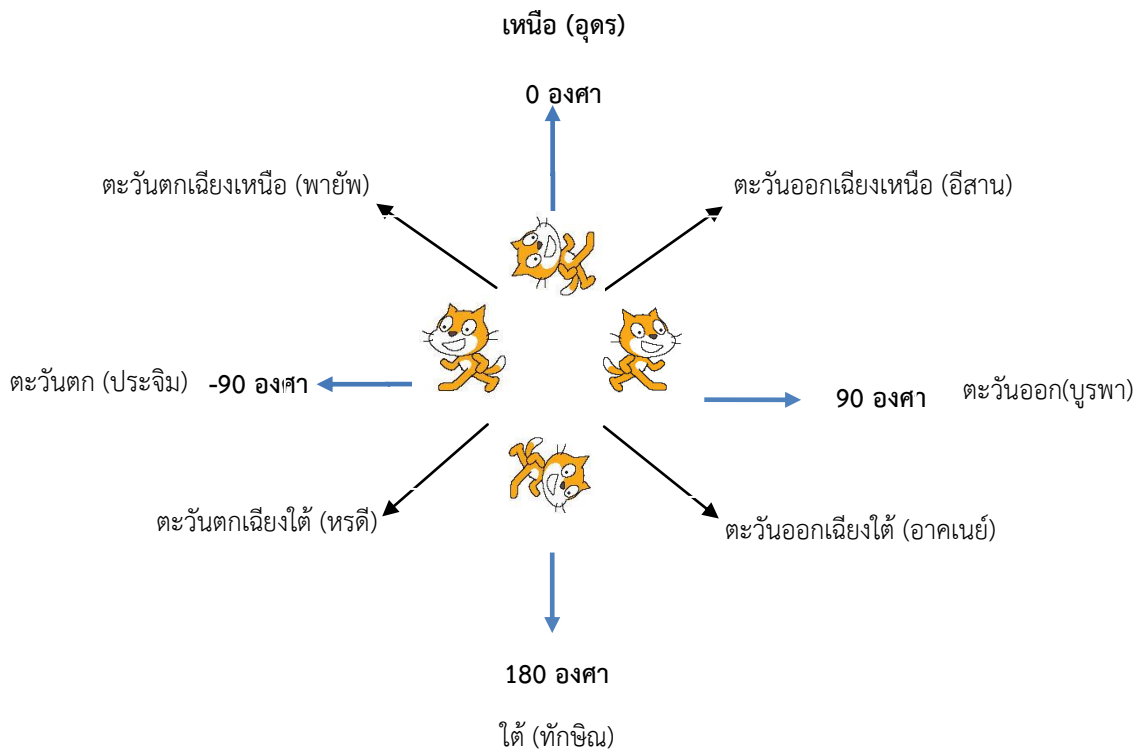 เหนือ (อุดร)
0 องศา
ตะวันตกเฉียงเหนือ (พายัพ)
ตะวันออกเฉียงเหนือ (อีสาน)
ตะวันตก (ประจิม) -90 องศา
90 องศา ตะวันออก(บูรพา)
ตะวันตกเฉียงใต้ (หรดี)
ตะวันออกเฉียงใต้ (อาคเนย์)
180 องศา
ใต้ (ทักษิณ)